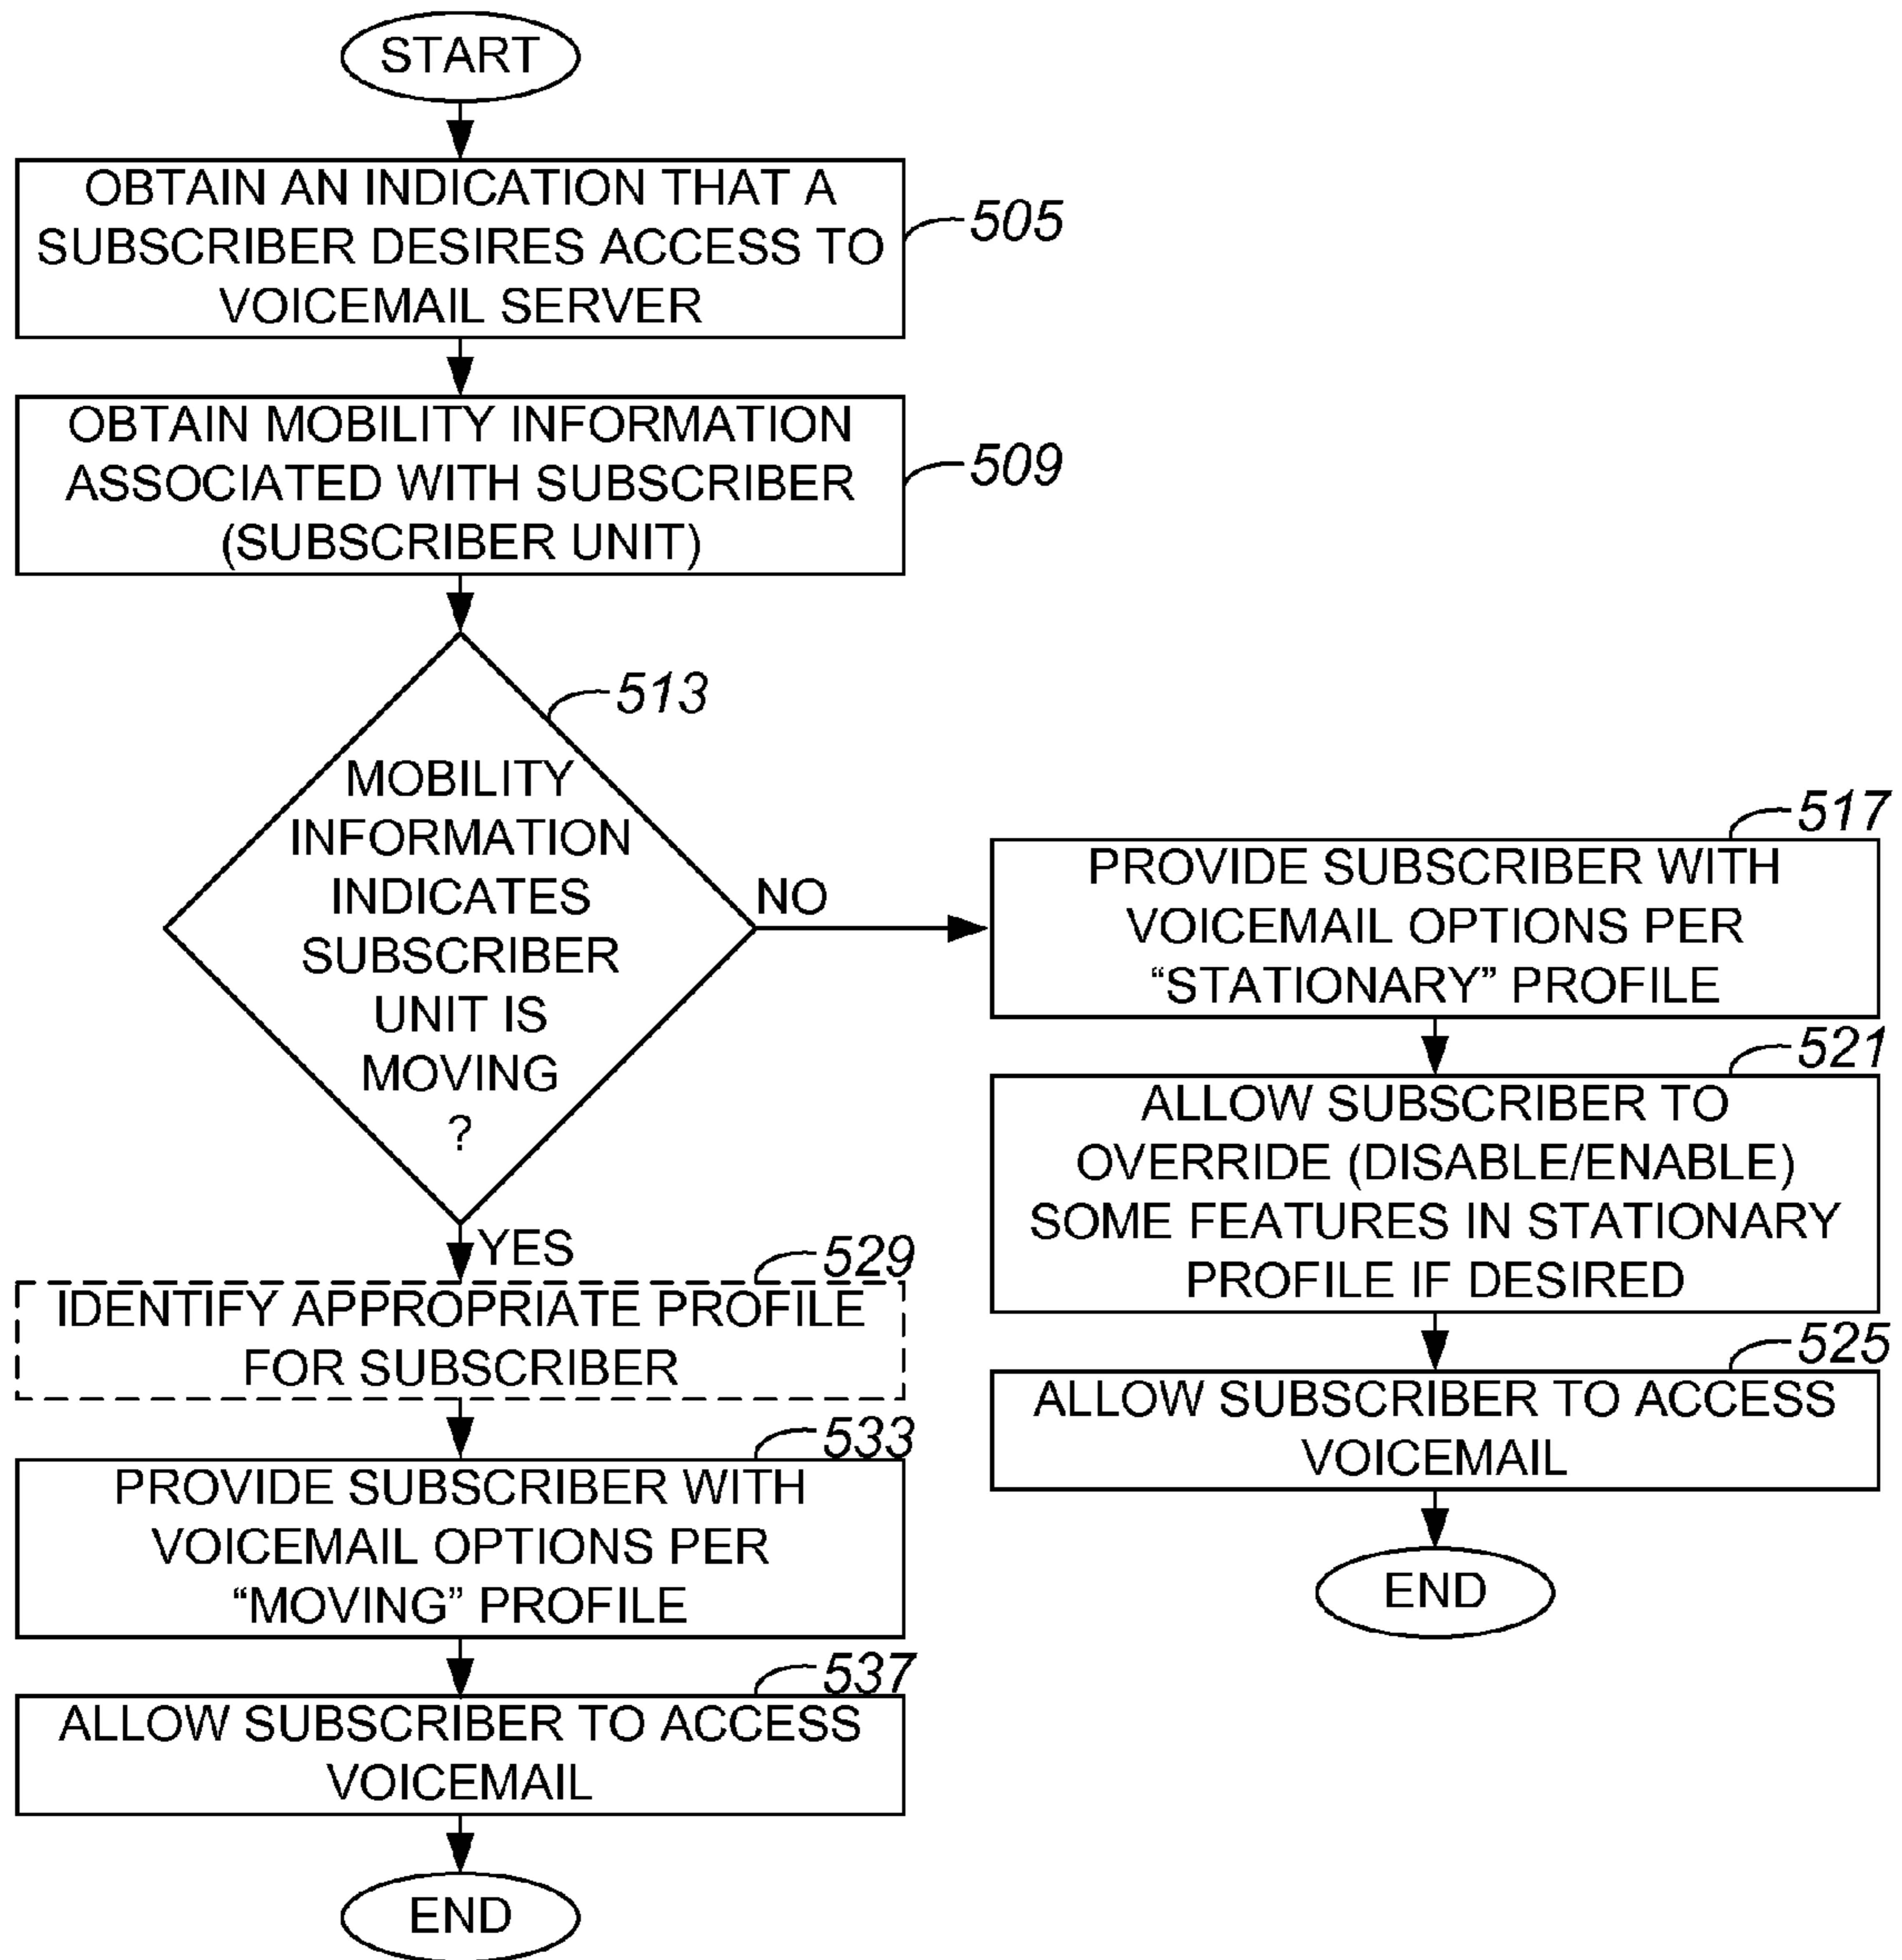 START
OBTAIN AN INDICATION THAT A
SUBSCRIBER DESIRES ACCESS TO
VOICEMAIL SERVER
505
OBTAIN MOBILITY INFORMATION
ASSOCIATED WITH SUBSCRIBER
(SUBSCRIBER UNIT)
509
513
MOBILITY
INFORMATION
INDICATES
SUBSCRIBER
UNIT IS
MOVING
?
NO
517
PROVIDE SUBSCRIBER WITH
VOICEMAIL OPTIONS PER
“STATIONARY” PROFILE
521
ALLOW SUBSCRIBER TO
OVERRIDE (DISABLE/ENABLE)
SOME FEATURES IN STATIONARY
PROFILE IF DESIRED
525
ALLOW SUBSCRIBER TO ACCESS
VOICEMAIL
END
YES
529
IDENTIFY APPROPRIATE PROFILE
FOR SUBSCRIBER
533
PROVIDE SUBSCRIBER WITH
VOICEMAIL OPTIONS PER
“MOVING” PROFILE
537
ALLOW SUBSCRIBER TO ACCESS
VOICEMAIL
END